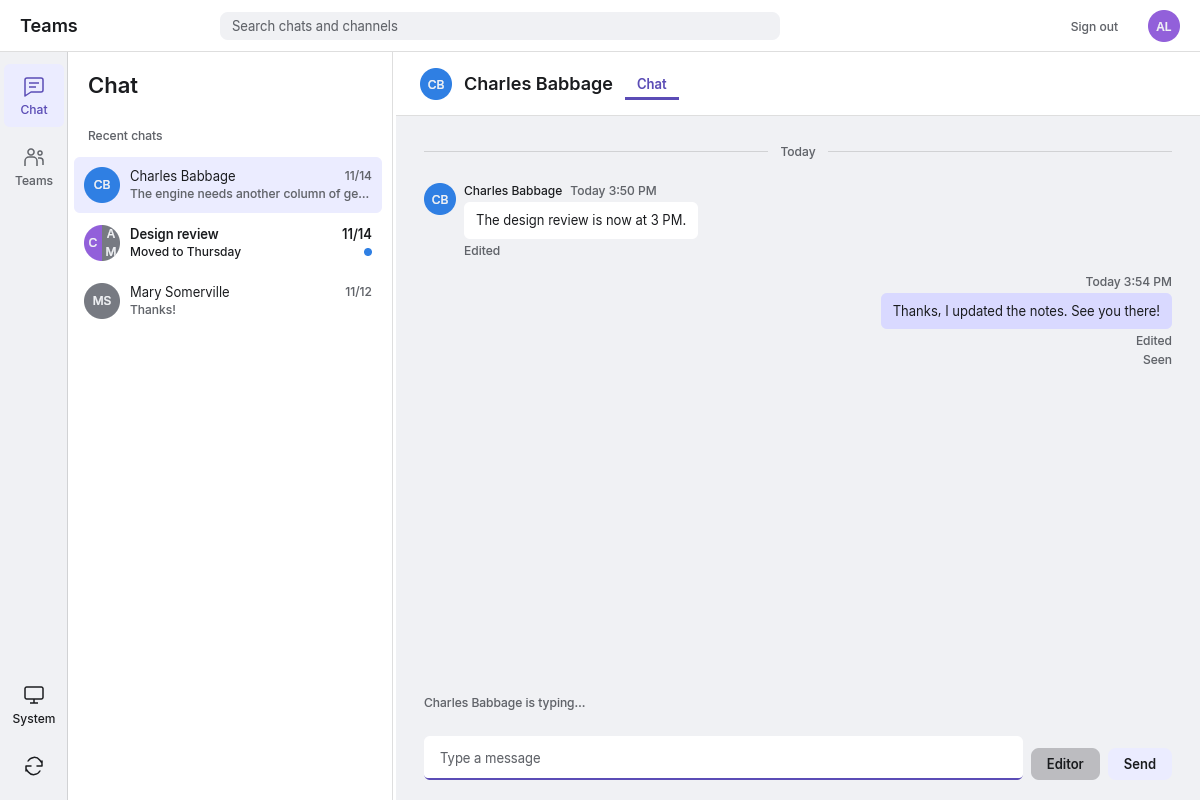 Teams
Search chats and channels
Sign out
AL
Chat
Teams
System
Chat
Recent chats
CB
Charles Babbage 11/14
The engine needs another column of ge...
C A M
Design review 11/14
Moved to Thursday
MS
Mary Somerville 11/12
Thanks!
CB
Charles Babbage
Chat
Today
CB
Charles Babbage Today 3:50 PM
The design review is now at 3 PM.
Edited
Today 3:54 PM
Thanks, I updated the notes. See you there!
Edited
Seen
Charles Babbage is typing...
Type a message
Editor
Send